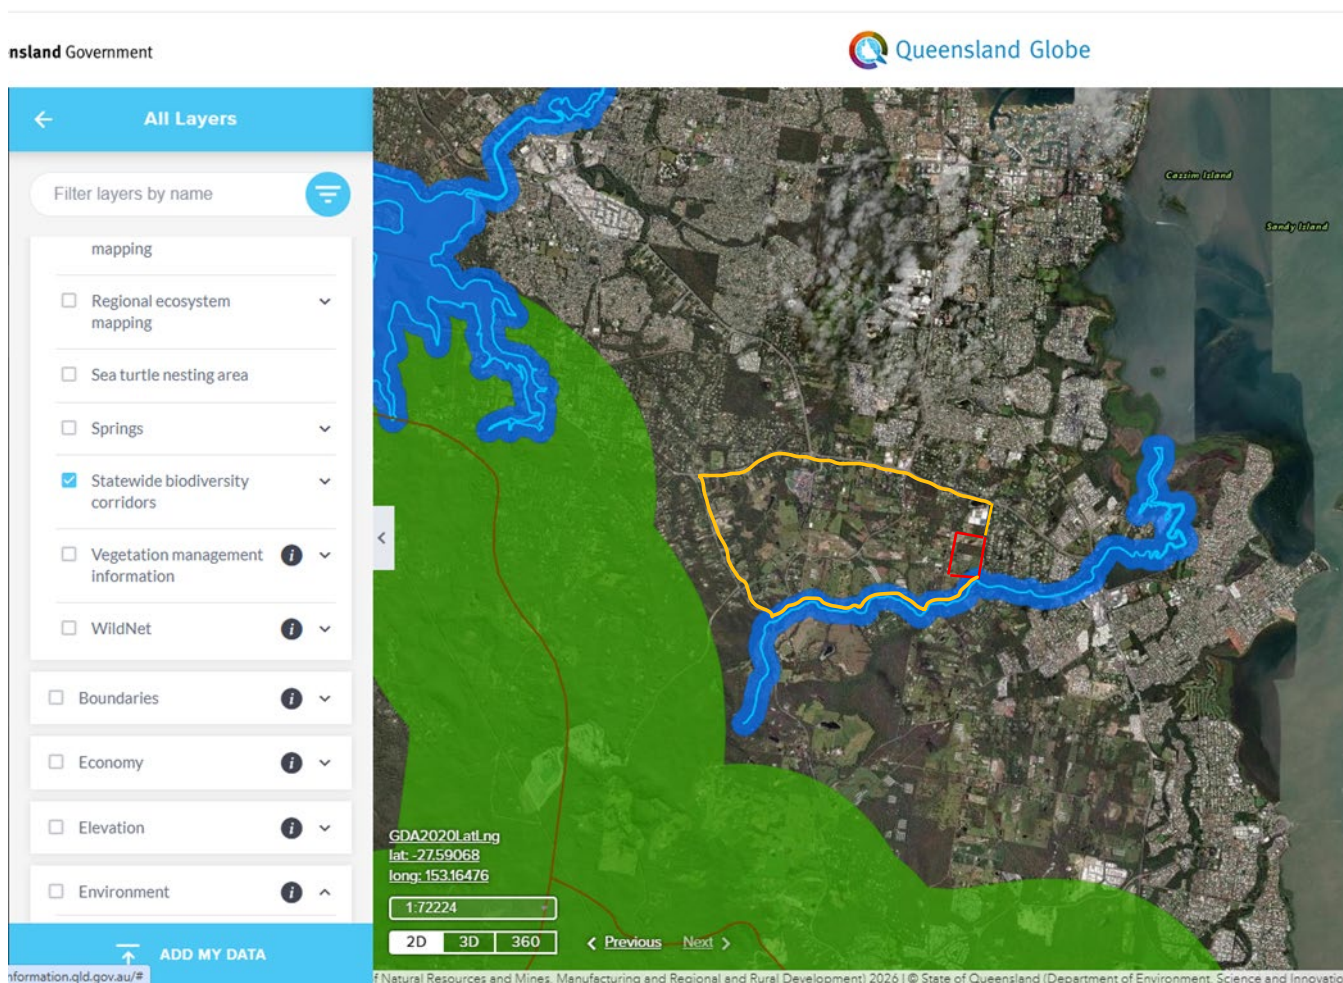 nsland Government
Queensland Globe
All Layers
Filter layers by name
mapping
Regional ecosystem
mapping
Sea turtle nesting area
Springs
Statewide biodiversity
corridors
Vegetation management
information
WildNet
Boundaries
Economy
Elevation
Environment
ADD MY DATA
nformation.qld.gov.au/#
Cassim Island
Sandy Island
GDA2020LatLng
lat: -27.59068
long: 153.16476
1:72224
2D 3D 360
Previous Next
f Natural Resources and Mines, Manufacturing and Regional and Rural Development) 2026 | © State of Queensland (Department of Environment, Science and Innovatio